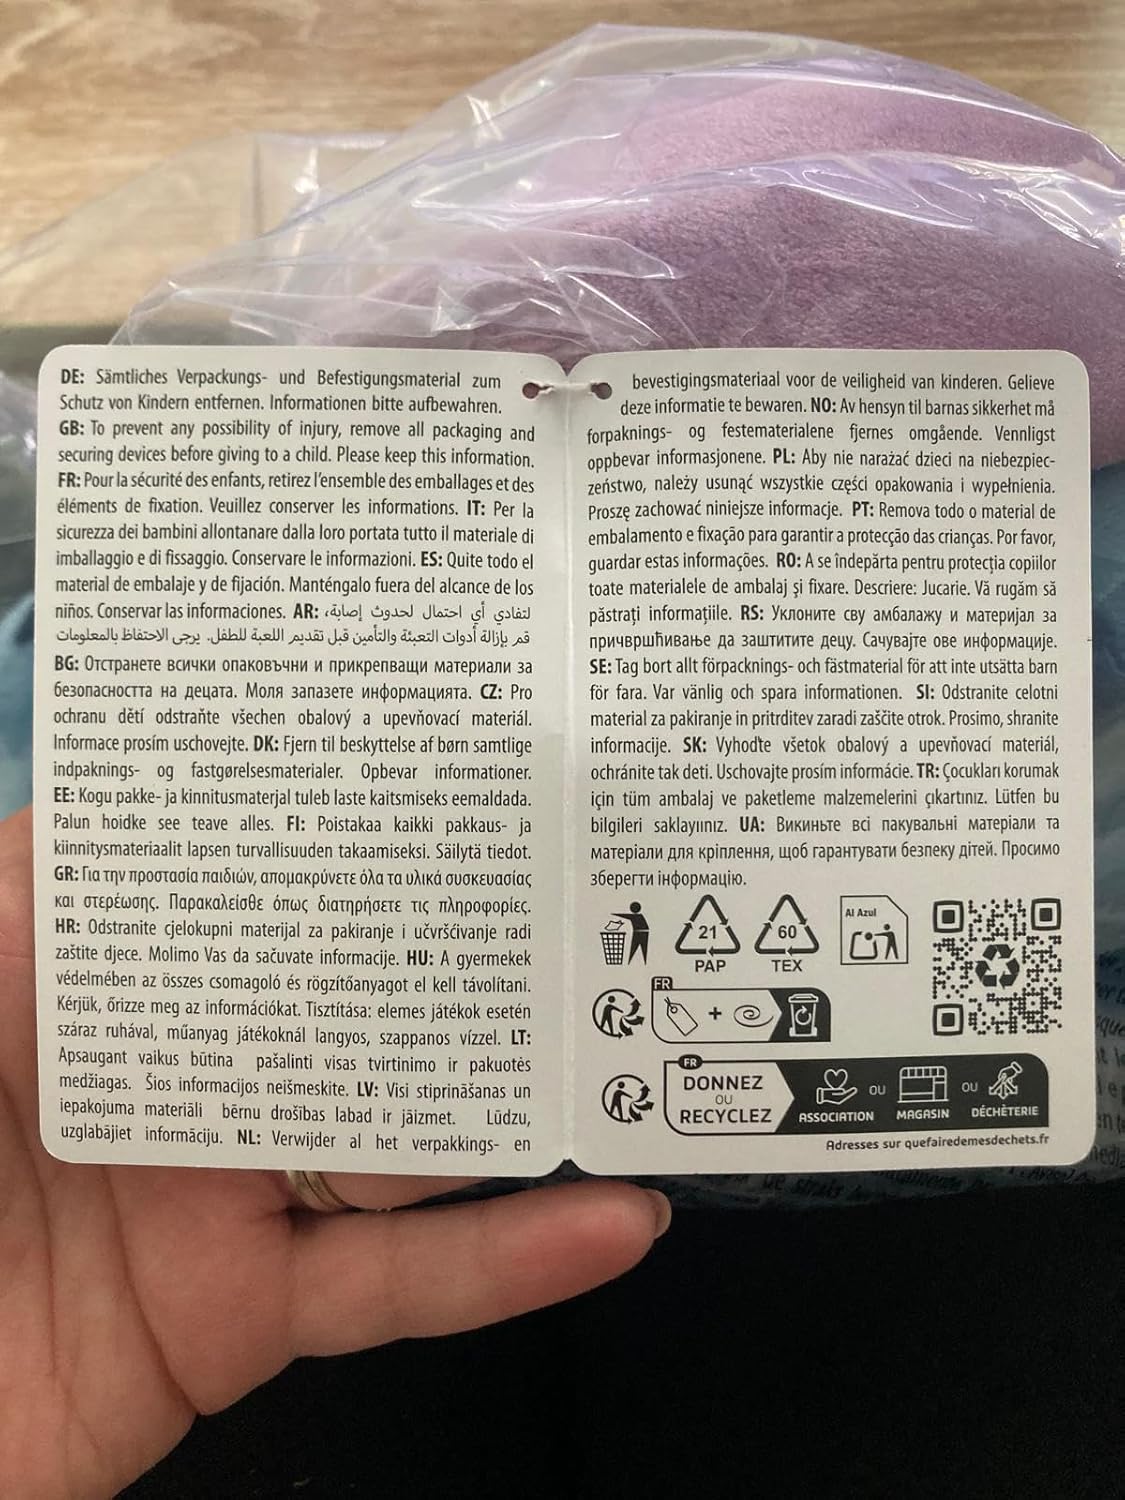 DE: Sämtliches Verpackungs- und Befestigungsmaterial zum
Schutz von Kindern entfernen. Informationen bitte aufbewahren.
GB: To prevent any possibility of injury, remove all packaging and
securing devices before giving to a child. Please keep this information.
FR: Pour la sécurité des enfants, retirez l'ensemble des emballages et des
éléments de fixation. Veuillez conserver les informations. IT: Per la
sicurezza dei bambini allontanare dalla loro portata tutto il materiale di
imballaggio e di fissaggio. Conservare le informazioni. ES: Quite todo el
material de embalaje y de fijación. Manténgalo fuera del alcance de los
niños. Conservar las informaciones. AR: لتفادي أي احتمال لحدوث إصابة،
قم بإزالة أدوات التعبئة والتأمين قبل تقديم اللعبة للطفل. يرجى الاحتفاظ بالمعلومات
BG: Отстранете всички опаковъчни и прикрепващи материали за
безопасността на децата. Моля запазете информацията. CZ: Pro
ochranu dětí odstraňte všechen obalový a upevňovací materiál.
Informace prosím uschovejte. DK: Fjern til beskyttelse af børn samtlige
indpaknings- og fastgørelsesmaterialer. Opbevar informationer.
EE: Kogu pakke- ja kinnitusmaterjal tuleb laste kaitsmiseks eemaldada.
Palun hoidke see teave alles. FI: Poistakaa kaikki pakkaus- ja
kiinnitysmateriaalit lapsen turvallisuuden takaamiseksi. Säilytä tiedot.
GR: Για την προστασία παιδιών, απομακρύνετε όλα τα υλικά συσκευασίας
και στερέωσης. Παρακαλείσθε όπως διατηρήσετε τις πληροφορίες.
HR: Odstranite cjelokupni materijal za pakiranje i učvršćivanje radi
zaštite djece. Molimo Vas da sačuvate informacije. HU: A gyermekek
védelmében az összes csomagoló és rögzítőanyagot el kell távolítani.
Kérjük, őrizze meg az információkat. Tisztítása: elemes játékok esetén
száraz ruhával, műanyag játékoknál langyos, szappanos vízzel. LT:
Apsaugant vaikus būtina pašalinti visas tvirtinimo ir pakuotės
medžiagas. Šios informacijos neišmeskite. LV: Visi stiprināšanas un
iepakojuma materiāli bērnu drošības labad ir jāizmet. Lūdzu,
uzglabājiet informāciju. NL: Verwijder al het verpakkings- en
bevestigingsmateriaal voor de veiligheid van kinderen. Gelieve
deze informatie te bewaren. NO: Av hensyn til barnas sikkerhet må
forpaknings- og festematerialene fjernes omgående. Vennligst
oppbevar informasjonene. PL: Aby nie narażać dzieci na niebezpiec-
zeństwo, należy usunąć wszystkie części opakowania i wypełnienia.
Proszę zachować niniejsze informacje. PT: Remova todo o material de
embalamento e fixação para garantir a protecção das crianças. Por favor,
guardar estas informações. RO: A se îndepărta pentru protecția copiilor
toate materialele de ambalaj şi fixare. Descriere: Jucarie. Vă rugăm să
păstraţi informațiile. RS: Уклоните сву амбалажу и материјал за
причвршћивање да заштитите децу. Сачувајте ове информације.
SE: Tag bort allt förpacknings- och fästmaterial för att inte utsätta barn
för fara. Var vänlig och spara informationen. SI: Odstranite celotni
material za pakiranje in pritrditev zaradi zaščite otrok. Prosimo, shranite
informacije. SK: Vyhoďte všetok obalový a upevňovací materiál,
ochránite tak deti. Uschovajte prosím informácie. TR: Çocukları korumak
için tüm ambalaj ve paketleme malzemelerini çıkartınız. Lütfen bu
bilgileri saklayıınız. UA: Викиньте всі пакувальні матеріали та
матеріали для кріплення, щоб гарантувати безпеку дітей. Просимо
зберегти інформацію.
21
PAP
60
TEX
Al Azul
FR
+
FR
DONNEZ
OU
RECYCLEZ
ASSOCIATION
OU
MAGASIN
OU
DÉCHÈTERIE
Adresses sur quefairedemesdechets.fr